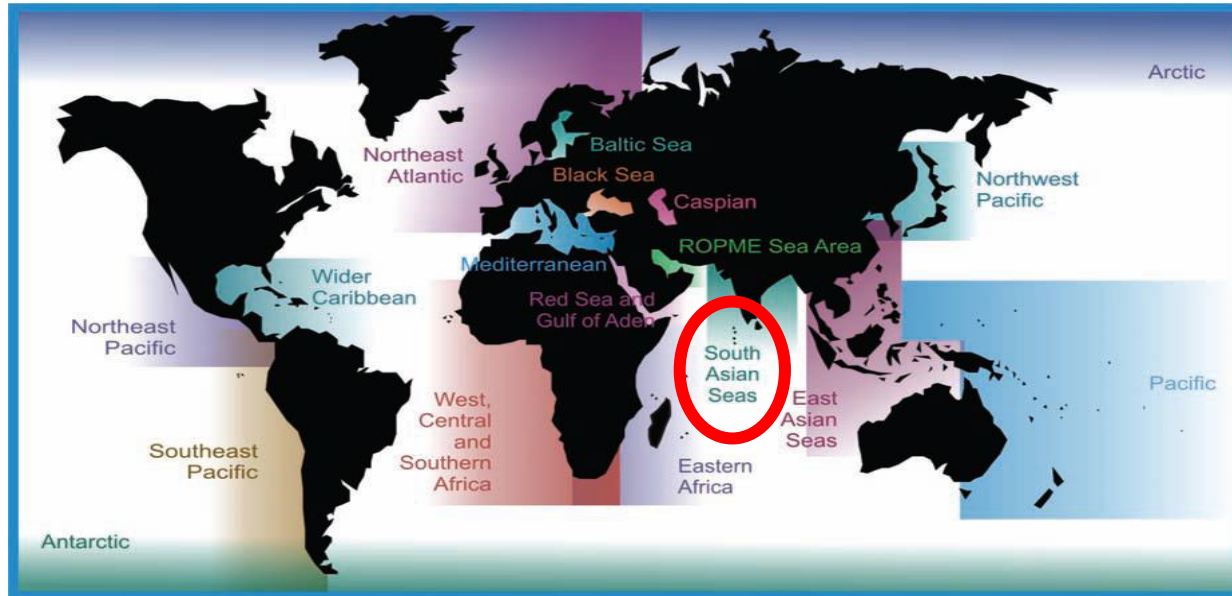 Arctic
Northeast
Atlantic
Baltic Sea
Black Sea
Caspian
Northwest
Pacific
ROPME Sea Area
Mediterranean
Wider
Caribbean
Red Sea and
Gulf of Aden
Northeast
Pacific
South
Asian
Seas
Pacific
West,
Central
and
Southern
Africa
East
Asian
Seas
Southeast
Pacific
Eastern
Africa
Antarctic